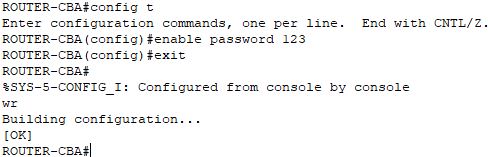 ROUTER-CBA#config t
Enter configuration commands, one per line.  End with CNTL/Z.
ROUTER-CBA(config)#enable password 123
ROUTER-CBA(config)#exit
ROUTER-CBA#
%SYS-5-CONFIG_I: Configured from console by console
wr
Building configuration...
[OK]
ROUTER-CBA#